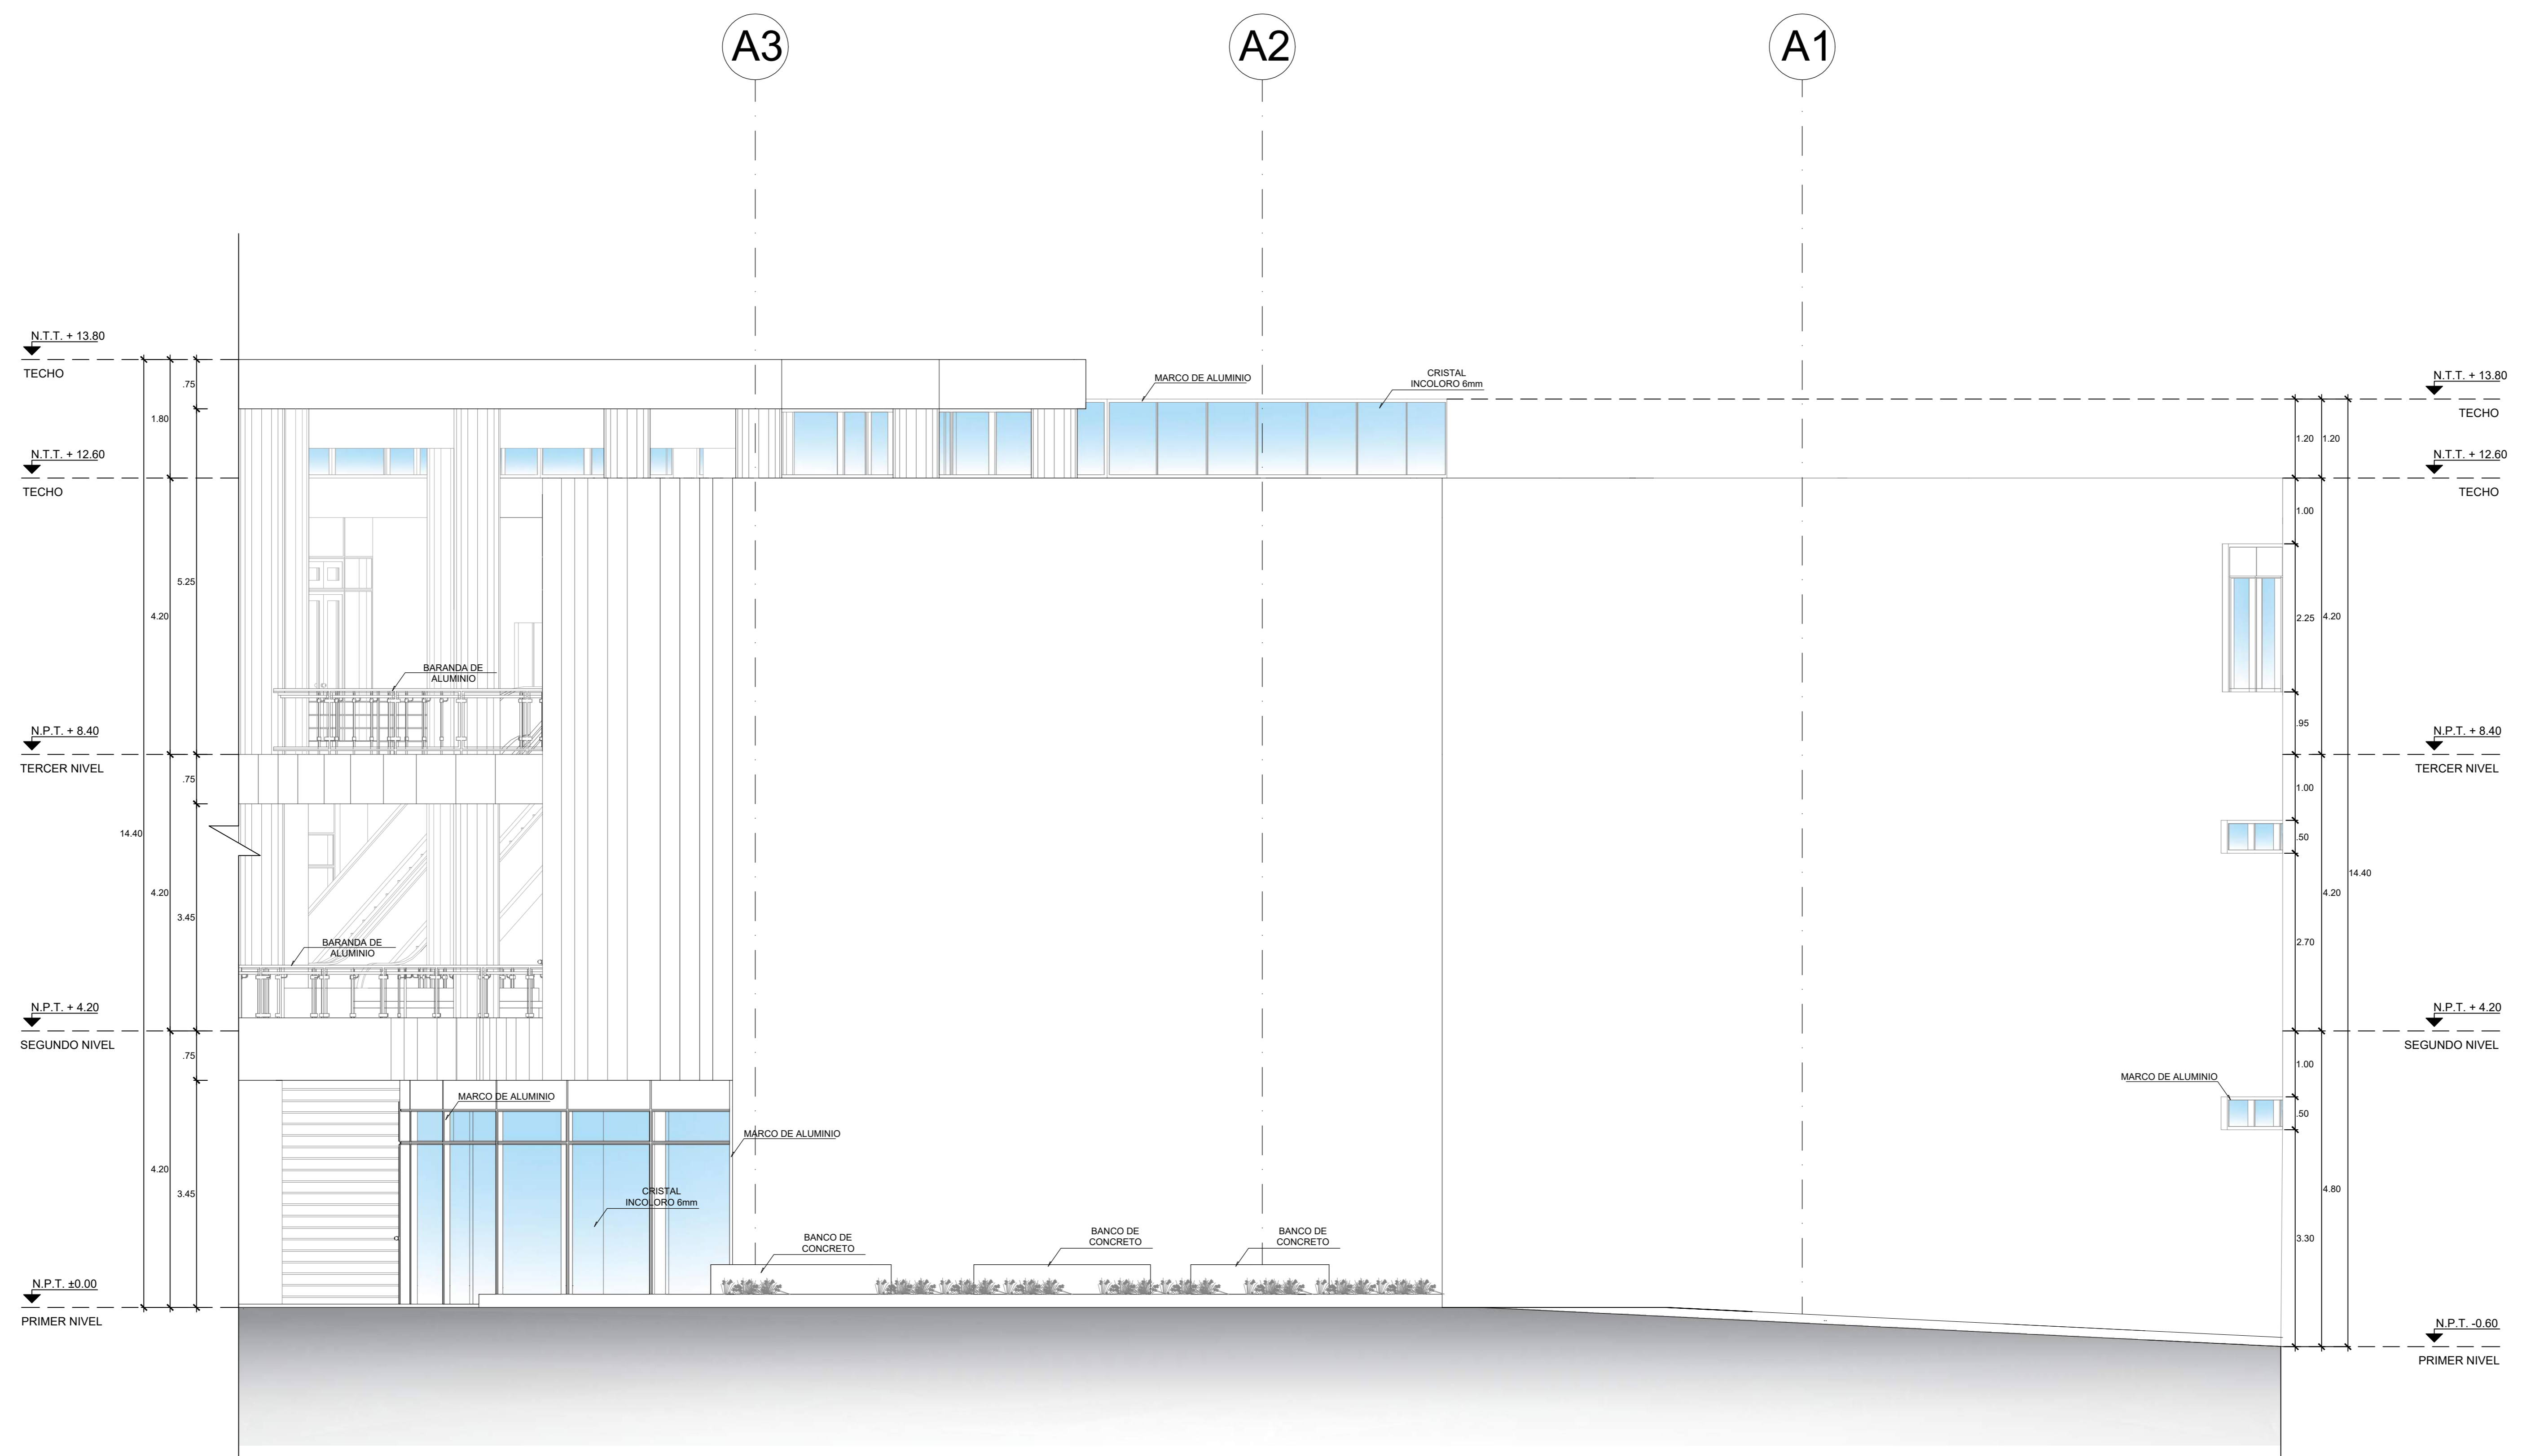 A3
A2
A1
N.T.T. + 13.80
TECHO
MARCO DE ALUMINIO
CRISTAL
INCOLORO 6mm
N.T.T. + 13.80
TECHO
.75
1.80
1.20
1.20
N.T.T. + 12.60
TECHO
N.T.T. + 12.60
TECHO
1.00
5.25
4.20
2.25
4.20
BARANDA DE
ALUMINIO
.95
N.P.T. + 8.40
TERCER NIVEL
N.P.T. + 8.40
TERCER NIVEL
.75
1.00
14.40
.50
14.40
4.20
3.45
4.20
BARANDA DE
ALUMINIO
2.70
N.P.T. + 4.20
SEGUNDO NIVEL
N.P.T. + 4.20
SEGUNDO NIVEL
.75
1.00
MARCO DE ALUMINIO
MARCO DE ALUMINIO
.50
MARCO DE ALUMINIO
4.20
3.45
4.80
CRISTAL
INCOLORO 6mm
BANCO DE
CONCRETO
BANCO DE
CONCRETO
BANCO DE
CONCRETO
3.30
N.P.T. ±0.00
PRIMER NIVEL
N.P.T. -0.60
PRIMER NIVEL